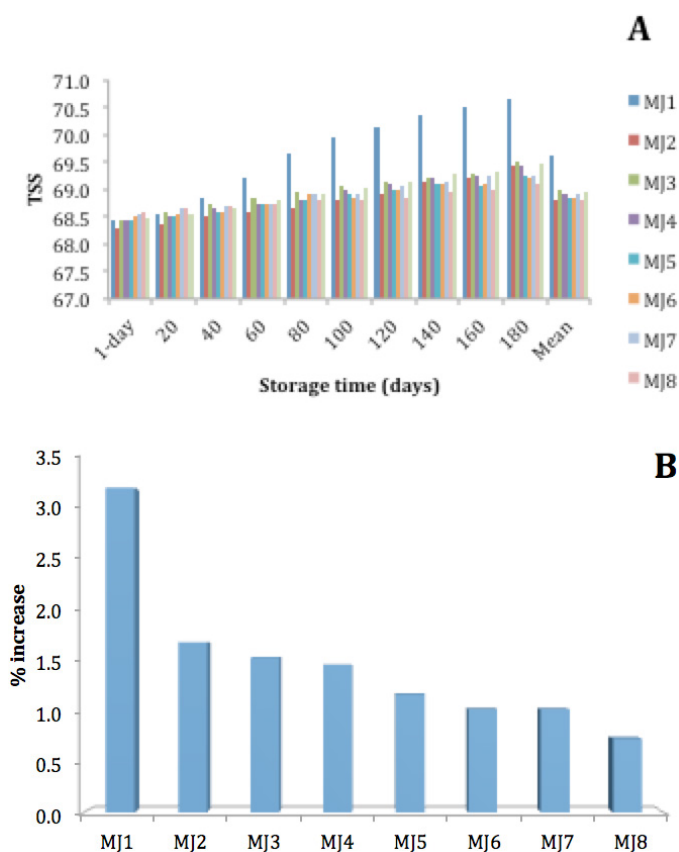 A
71.0
70.5
70.0
69.5
69.0
68.5
68.0
67.5
67.0
TSS
1-day 20 40 60 80 100 120 140 160 180 Mean
Storage time (days)
MJ1
MJ2
MJ3
MJ4
MJ5
MJ6
MJ7
MJ8
B
3.5
3.0
2.5
2.0
1.5
1.0
0.5
0.0
% increase
MJ1 MJ2 MJ3 MJ4 MJ5 MJ6 MJ7 MJ8